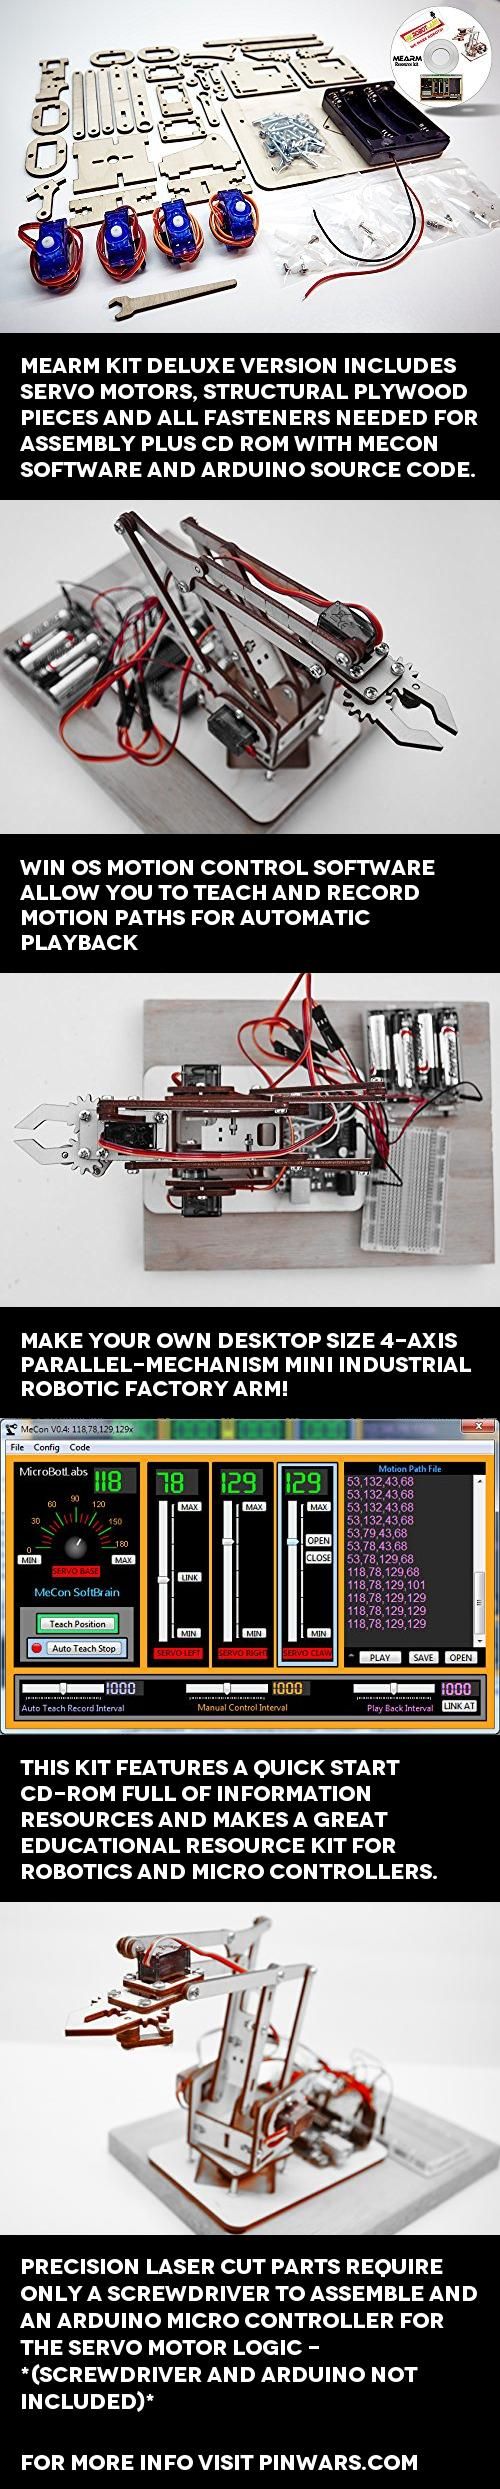 MEARM
Resource kit
MEARM KIT DELUXE VERSION INCLUDES
SERVO MOTORS, STRUCTURAL PLYWOOD
PIECES AND ALL FASTENERS NEEDED FOR
ASSEMBLY PLUS CD ROM WITH MECON
SOFTWARE AND ARDUINO SOURCE CODE.
WIN OS MOTION CONTROL SOFTWARE
ALLOW YOU TO TEACH AND RECORD
MOTION PATHS FOR AUTOMATIC
PLAYBACK
MAKE YOUR OWN DESKTOP SIZE 4-AXIS
PARALLEL-MECHANISM MINI INDUSTRIAL
ROBOTIC FACTORY ARM!
MeCon V0.4: 118,78,129,129x
File Config Code
MicroBotLabs 118
0 30 60 90 120 150 180
MIN MAX
SERVO BASE
MeCon SoftBrain
Teach Position
Auto Teach Stop
78 129 129
MAX MAX MAX
LINK OPEN
CLOSE
MIN MIN MIN
SERVO LEFT SERVO RIGHT SERVO CLAW
Motion Path File
53,132,43,68
53,132,43,68
53,132,43,68
53,132,43,68
53,79,43,68
53,78,43,68
53,78,129,68
118,78,129,68
118,78,129,101
118,78,129,129
118,78,129,129
118,78,129,129
PLAY SAVE OPEN
1000 1000 1000
Auto Teach Record Interval Manual Control Interval Play Back Interval LINK AT
THIS KIT FEATURES A QUICK START
CD-ROM FULL OF INFORMATION
RESOURCES AND MAKES A GREAT
EDUCATIONAL RESOURCE KIT FOR
ROBOTICS AND MICRO CONTROLLERS.
PRECISION LASER CUT PARTS REQUIRE
ONLY A SCREWDRIVER TO ASSEMBLE AND
AN ARDUINO MICRO CONTROLLER FOR
THE SERVO MOTOR LOGIC -
*(SCREWDRIVER AND ARDUINO NOT
INCLUDED)*
FOR MORE INFO VISIT PINWARS.COM